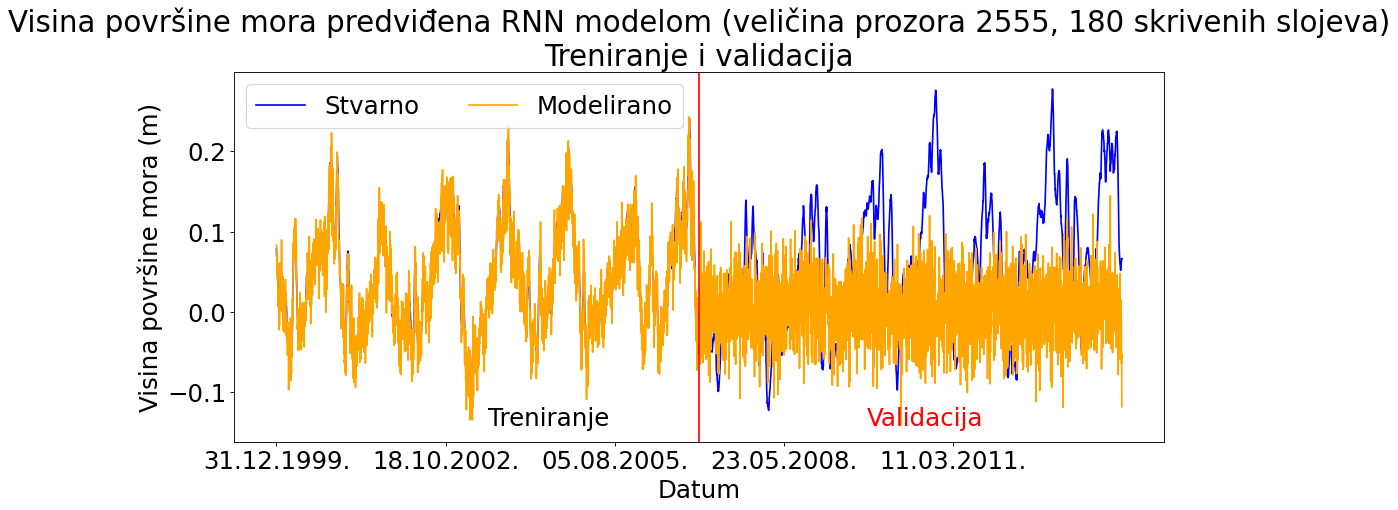 Visina površine mora predviđena RNN modelom (veličina prozora 2555, 180 skrivenih slojeva)
Treniranje i validacija
Stvarno
Modelirano
Visina površine mora (m)
0.2
0.1
0.0
−0.1
Treniranje
Validacija
31.12.1999.
18.10.2002.
05.08.2005.
23.05.2008.
11.03.2011.
Datum